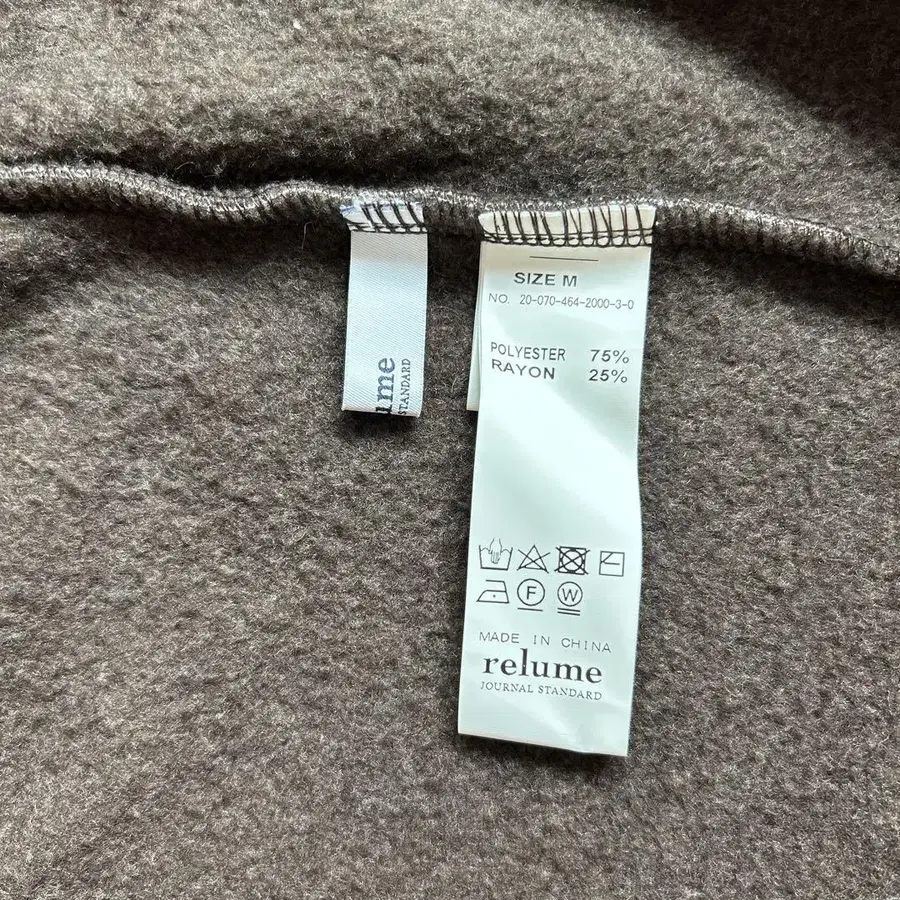 ume
STANDARD
SIZE M
NO. 20-070-464-2000-3-0
POLYESTER 75%
RAYON 25%
F W
MADE IN CHINA
relume
JOURNAL STANDARD